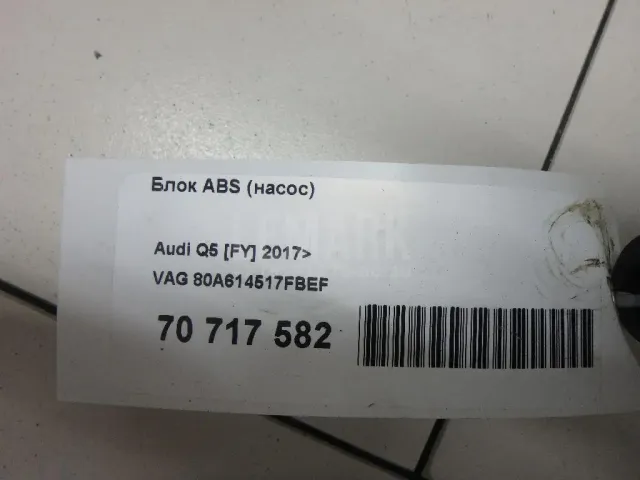 Блок ABS (насос)
Audi Q5 [FY] 2017>
VAG 80A614517FBEF
70 717 582